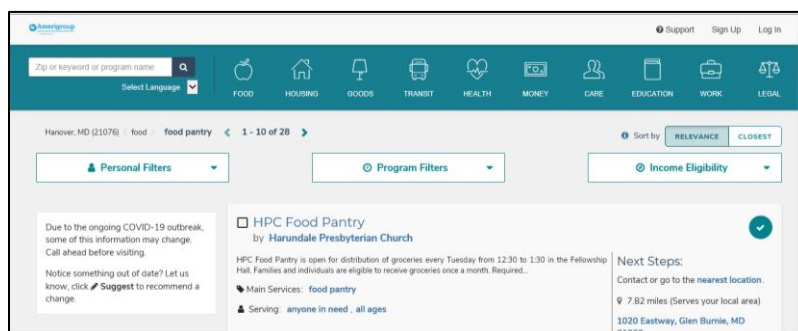 Amerigroup
Support Sign Up Log In
Zip or keyword or program name
Select Language
FOOD HOUSING GOODS TRANSIT HEALTH MONEY CARE EDUCATION WORK LEGAL
Hanover, MD (21076) / food / food pantry 1 - 10 of 28
Sort by RELEVANCE CLOSEST
Personal Filters
Program Filters
Income Eligibility
Due to the ongoing COVID-19 outbreak,
some of this information may change.
Call ahead before visiting.
Notice something out of date? Let us
know, click Suggest to recommend a
change.
HPC Food Pantry
by Harundale Presbyterian Church
HPC Food Pantry is open for distribution of groceries every Tuesday from 12:30 to 1:30 in the Fellowship
Hall. Families and individuals are eligible to receive groceries once a month. Required...
Main Services: food pantry
Serving: anyone in need , all ages
Next Steps:
Contact or go to the nearest location.
7.82 miles (Serves your local area)
1020 Eastway, Glen Burnie, MD